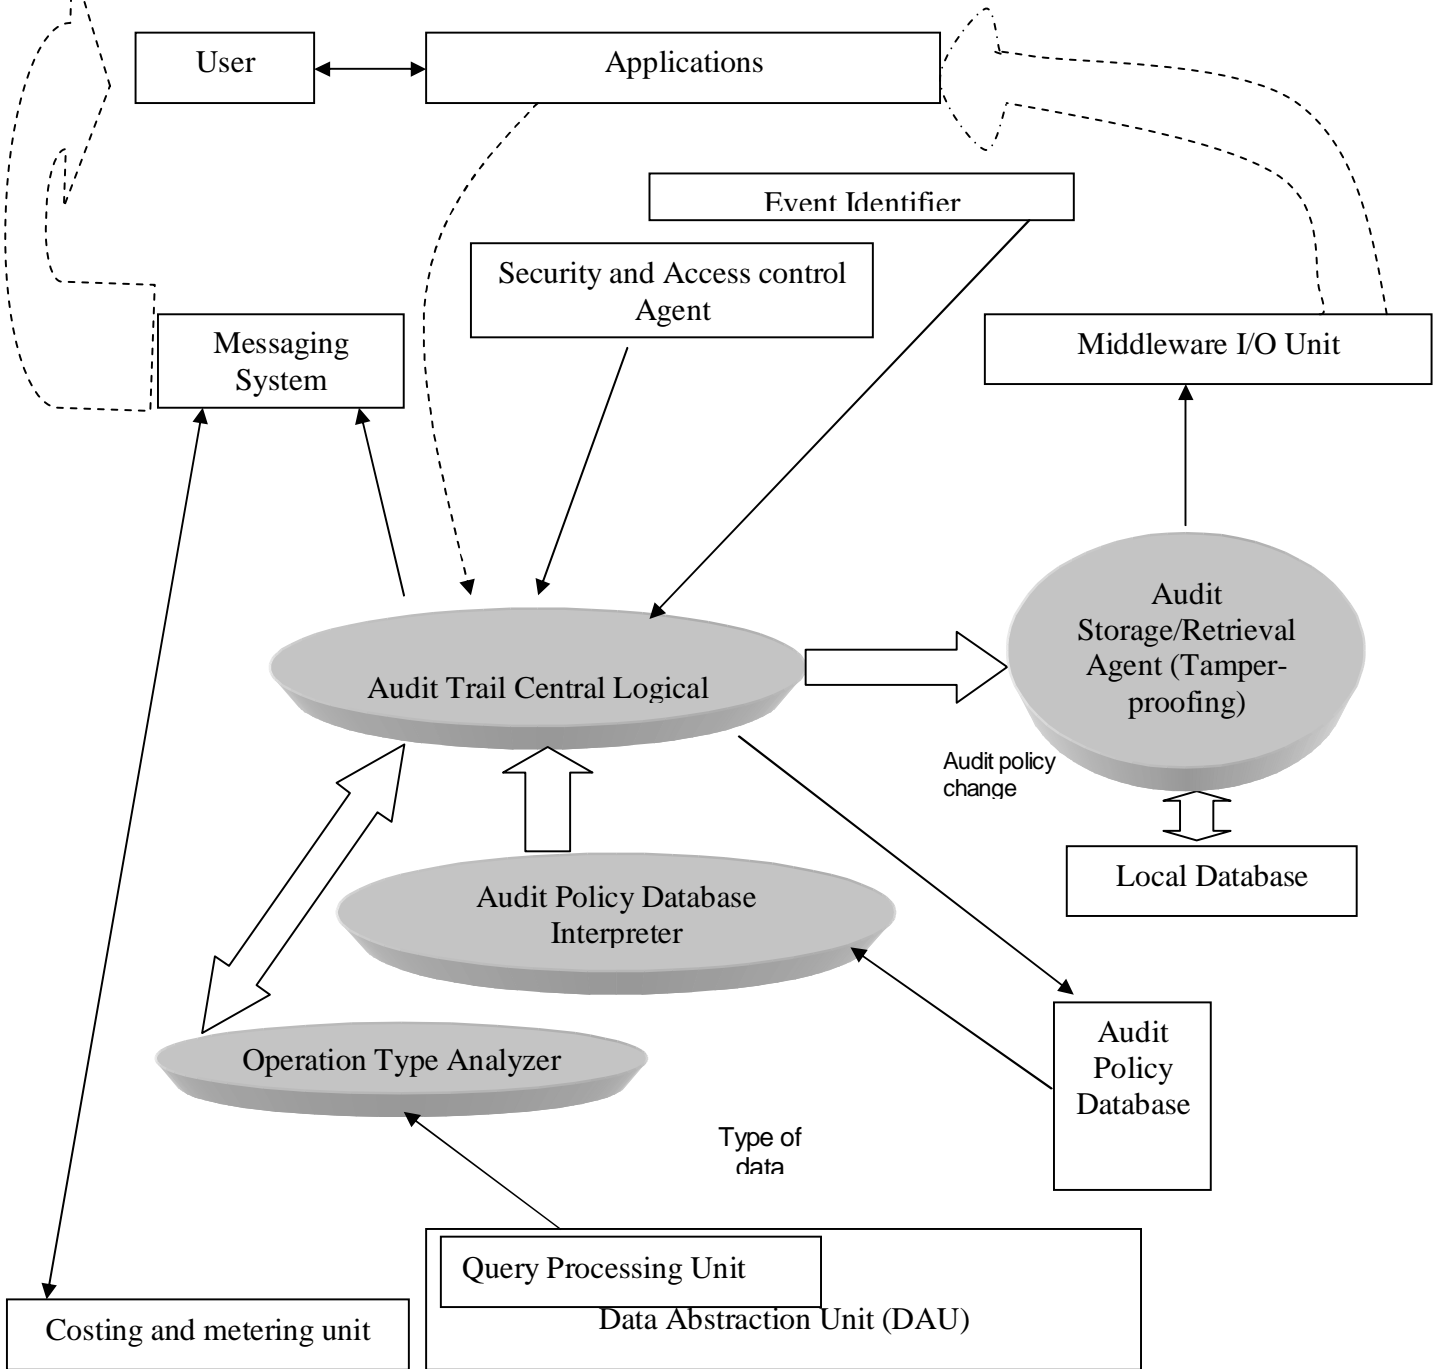 User
Applications
Event Identifier
Security and Access control
Agent
Messaging
System
Middleware I/O Unit
Audit
Storage/Retrieval
Agent (Tamper-
proofing)
Audit Trail Central Logical
Audit policy
change
Local Database
Audit Policy Database
Interpreter
Audit
Policy
Database
Operation Type Analyzer
Type of
data
Query Processing Unit
Data Abstraction Unit (DAU)
Costing and metering unit